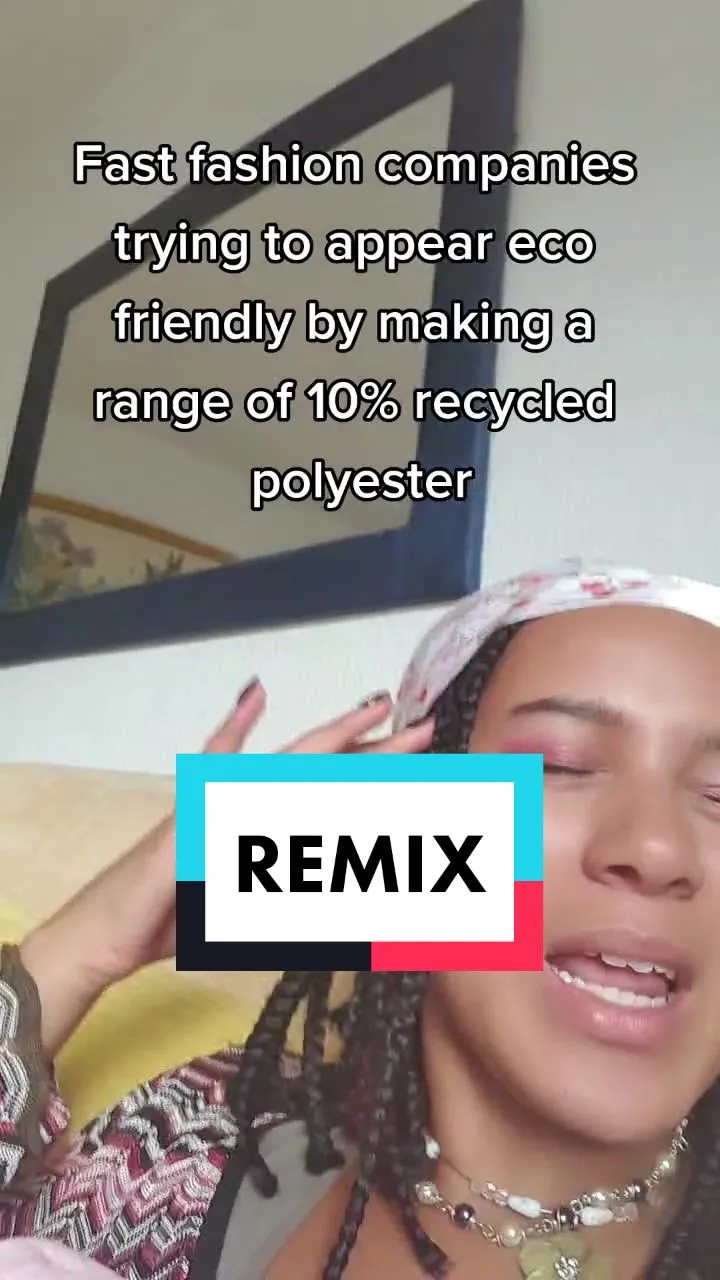 Fast fashion companies
trying to appear eco
friendly by making a
range of 10% recycled
polyester
REMIX